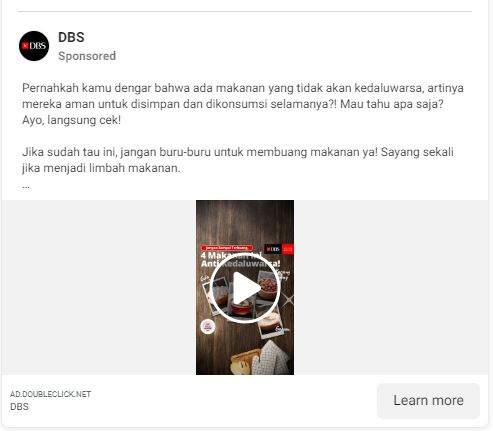 DBS
DBS
Sponsored
Pernahkah kamu dengar bahwa ada makanan yang tidak akan kedaluwarsa, artinya
mereka aman untuk disimpan dan dikonsumsi selamanya?! Mau tahu apa saja?
Ayo, langsung cek!
Jika sudah tau ini, jangan buru-buru untuk membuang makanan ya! Sayang sekali
jika menjadi limbah makanan.
...
Jangan Sampai Terbuang,
DBS
4 Makanan Ini
Anti Kedaluwarsa!
Garam
AD.DOUBLECLICK.NET
DBS
Learn more